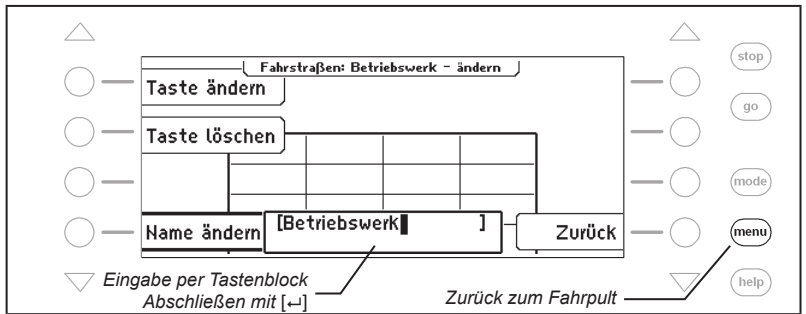 Fahrstraßen: Betriebswerk - ändern
stop
Taste ändern
go
Taste löschen
mode
Name ändern
[Betriebswerk ]
Zurück
menu
Eingabe per Tastenblock
Abschließen mit [↵]
Zurück zum Fahrpult
help